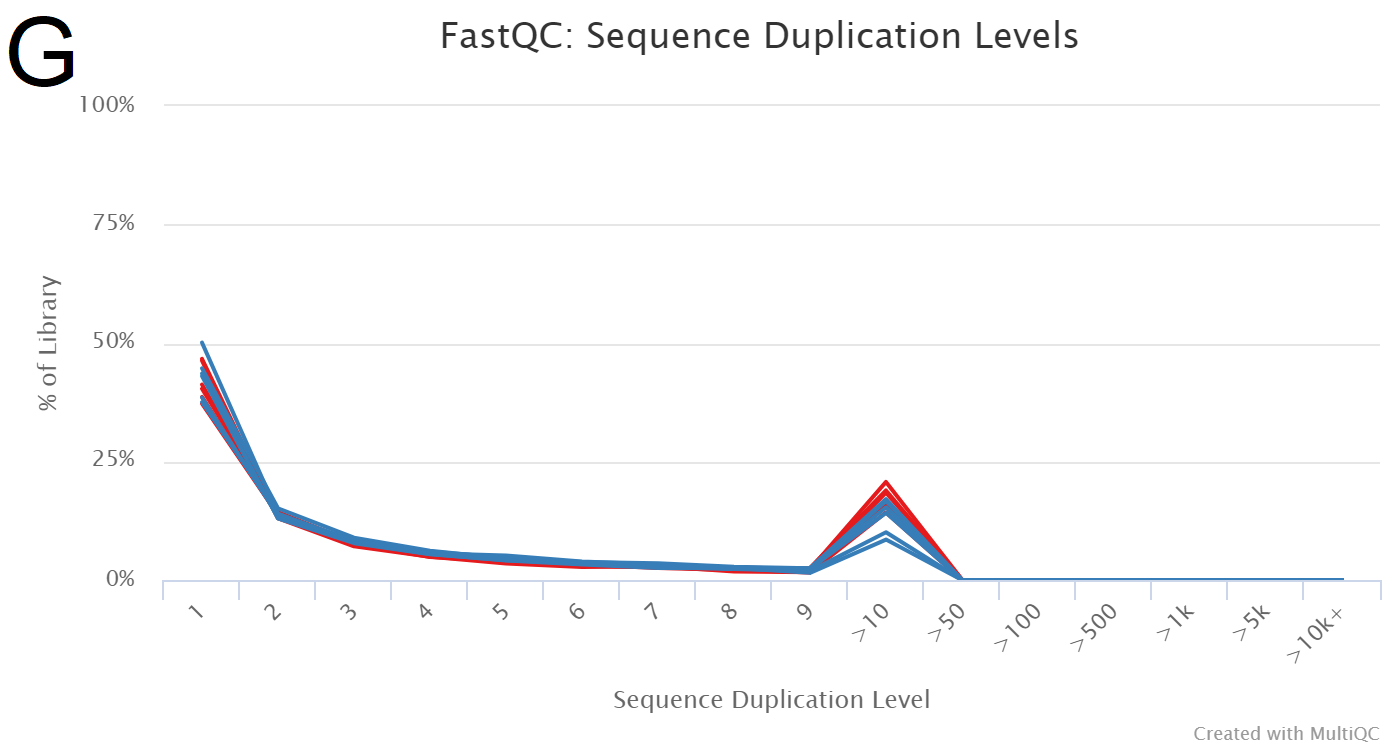 G
FastQC: Sequence Duplication Levels
100%
75%
50%
25%
0%
% of Library
1
2
3
4
5
6
7
8
9
>10
>50
>100
>500
>1k
>5k
>10k+
Sequence Duplication Level
Created with MultiQC